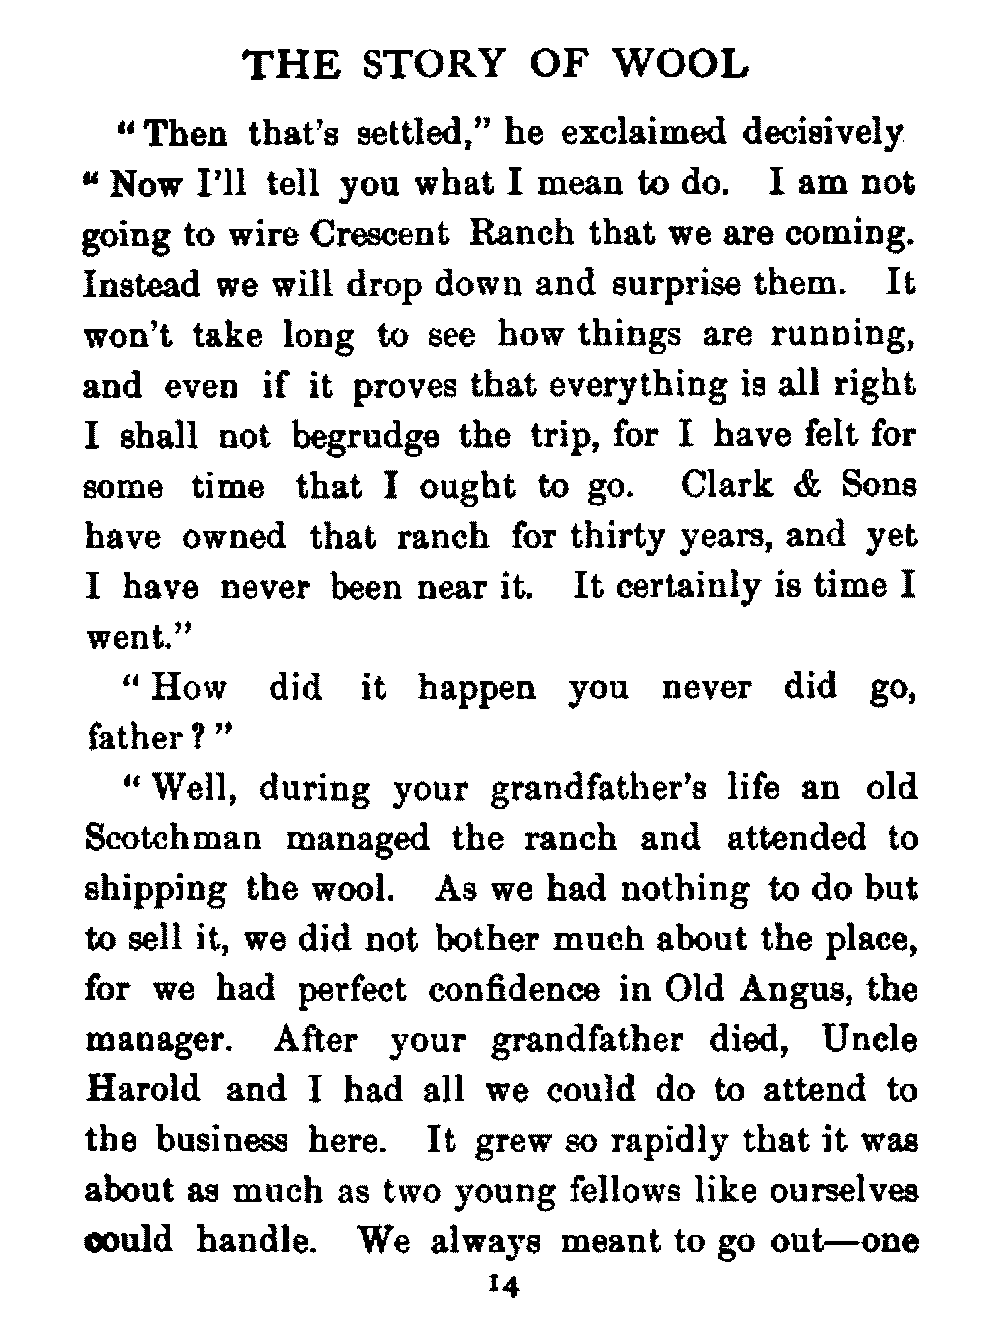 THE STORY OF WOOL
“Then that’s settled,” he exclaimed decisively
“Now I’ll tell you what I mean to do. I am not
going to wire Crescent Ranch that we are coming.
Instead we will drop down and surprise them. It
won’t take long to see how things are running,
and even if it proves that everything is all right
I shall not begrudge the trip, for I have felt for
some time that I ought to go. Clark & Sons
have owned that ranch for thirty years, and yet
I have never been near it. It certainly is time I
went.”
“How did it happen you never did go,
father?”
“Well, during your grandfather’s life an old
Scotchman managed the ranch and attended to
shipping the wool. As we had nothing to do but
to sell it, we did not bother much about the place,
for we had perfect confidence in Old Angus, the
manager. After your grandfather died, Uncle
Harold and I had all we could do to attend to
the business here. It grew so rapidly that it was
about as much as two young fellows like ourselves
could handle. We always meant to go out—one
14